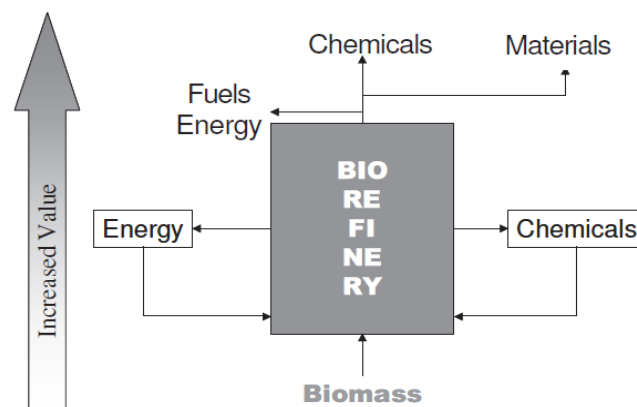 Chemicals
Materials
Fuels
Energy
BIO
RE
FI
NE
RY
Energy
Chemicals
Increased Value
Biomass